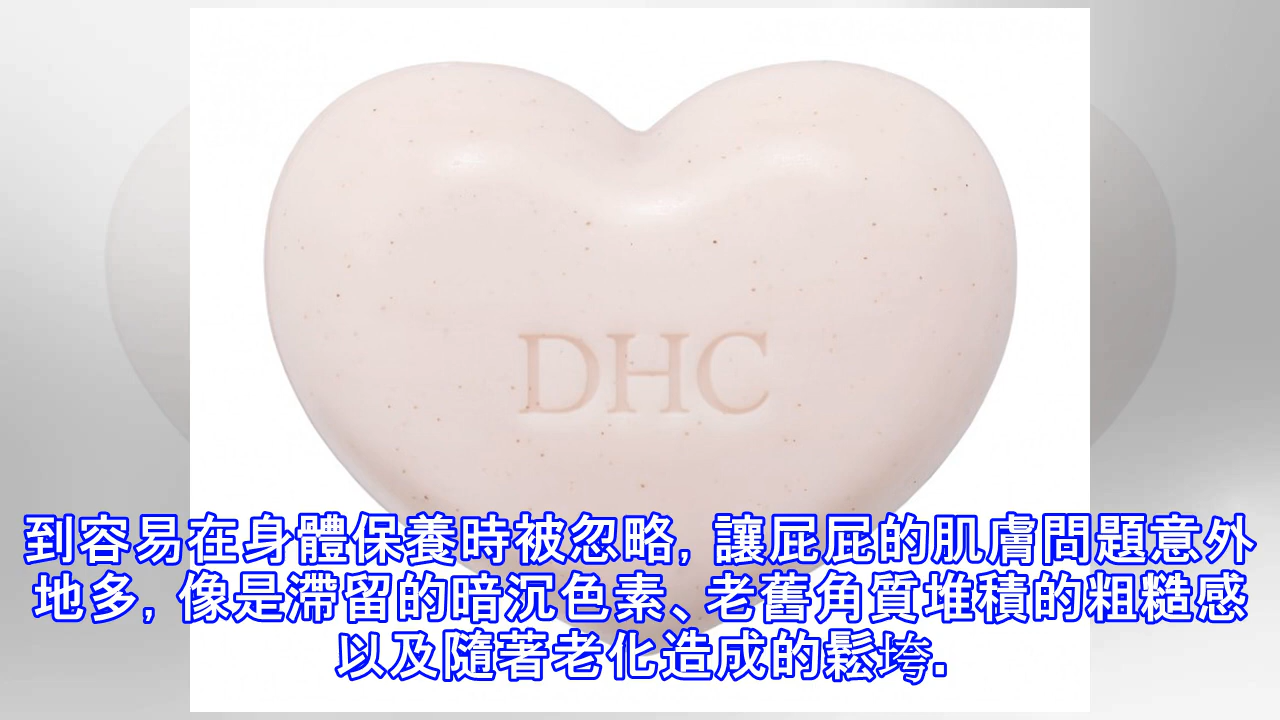 DHC
到容易在身體保養時被忽略, 讓屁屁的肌膚問題意外
地多, 像是滯留的暗沉色素、老舊角質堆積的粗糙感
以及隨著老化造成的鬆垮.